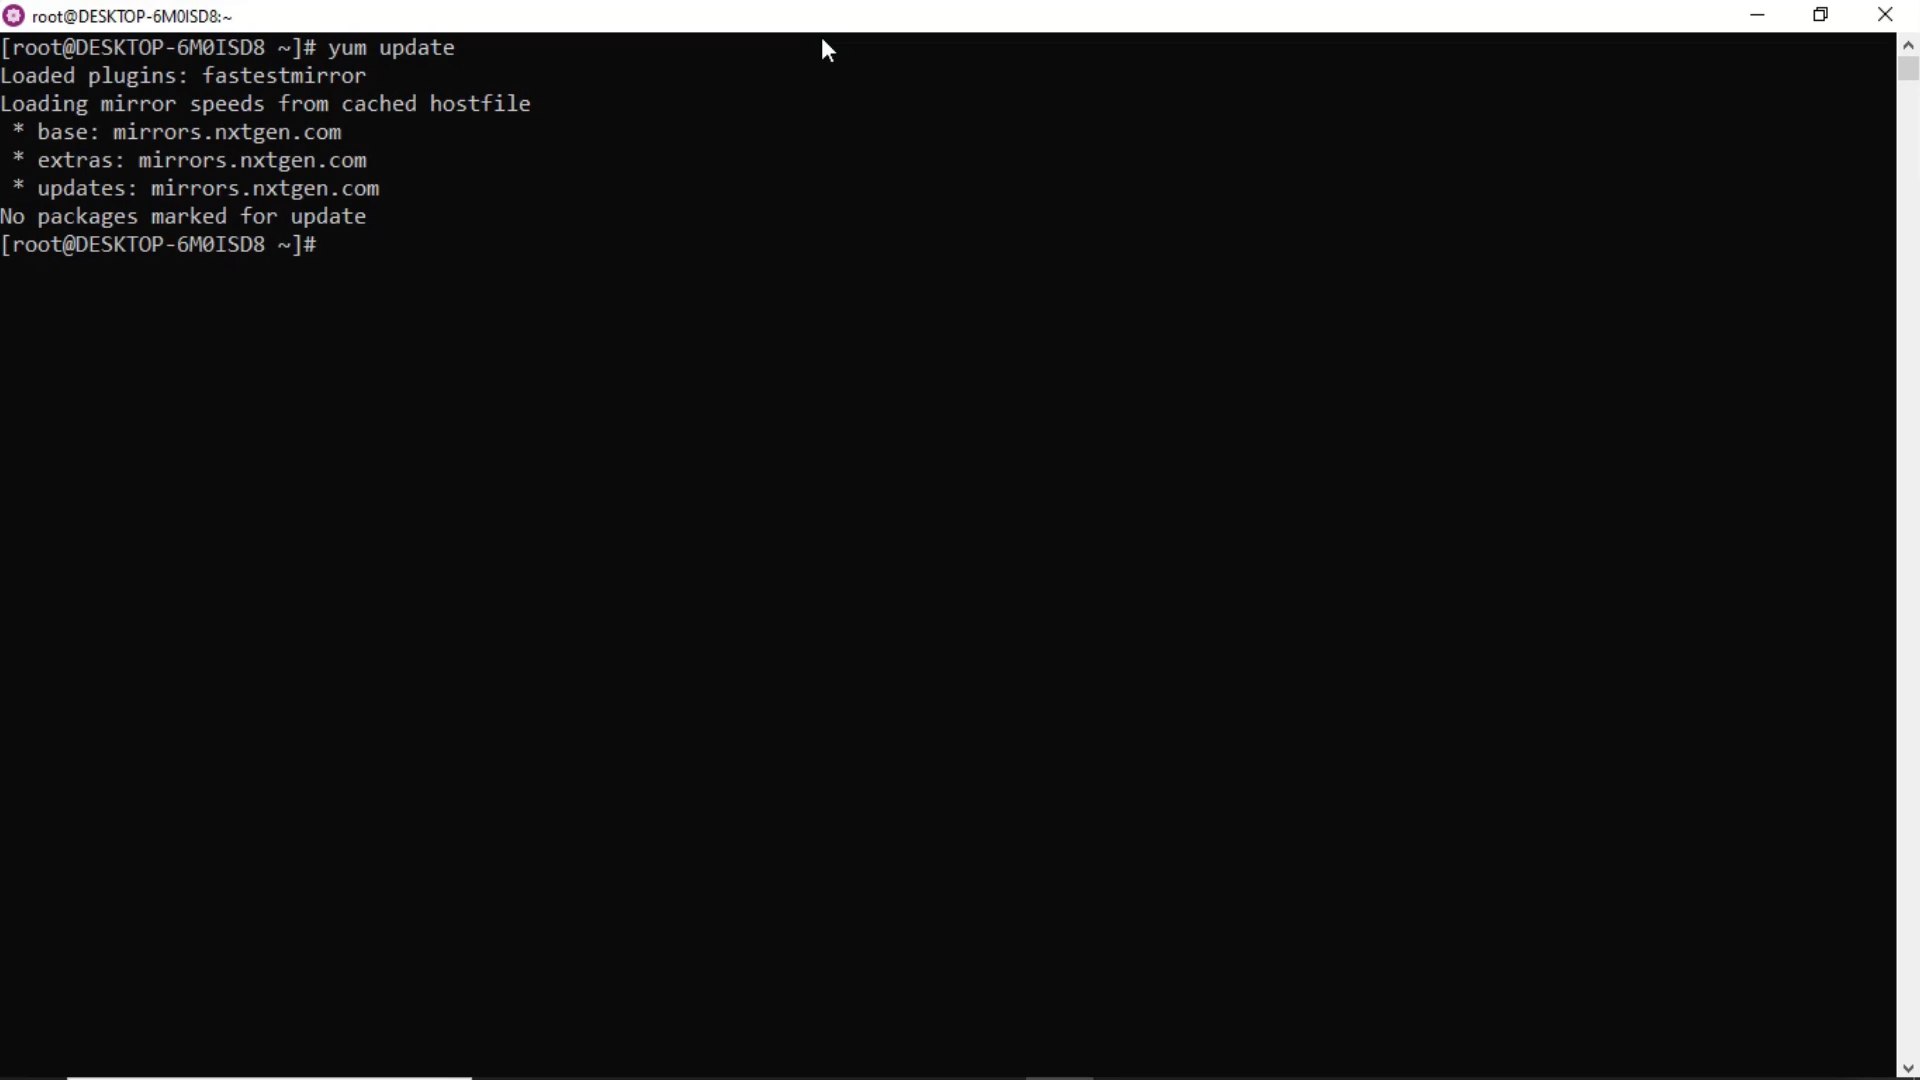 root@DESKTOP-6M0ISD8:~
[root@DESKTOP-6M0ISD8 ~]# yum update
Loaded plugins: fastestmirror
Loading mirror speeds from cached hostfile
 * base: mirrors.nxtgen.com
 * extras: mirrors.nxtgen.com
 * updates: mirrors.nxtgen.com
No packages marked for update
[root@DESKTOP-6M0ISD8 ~]#